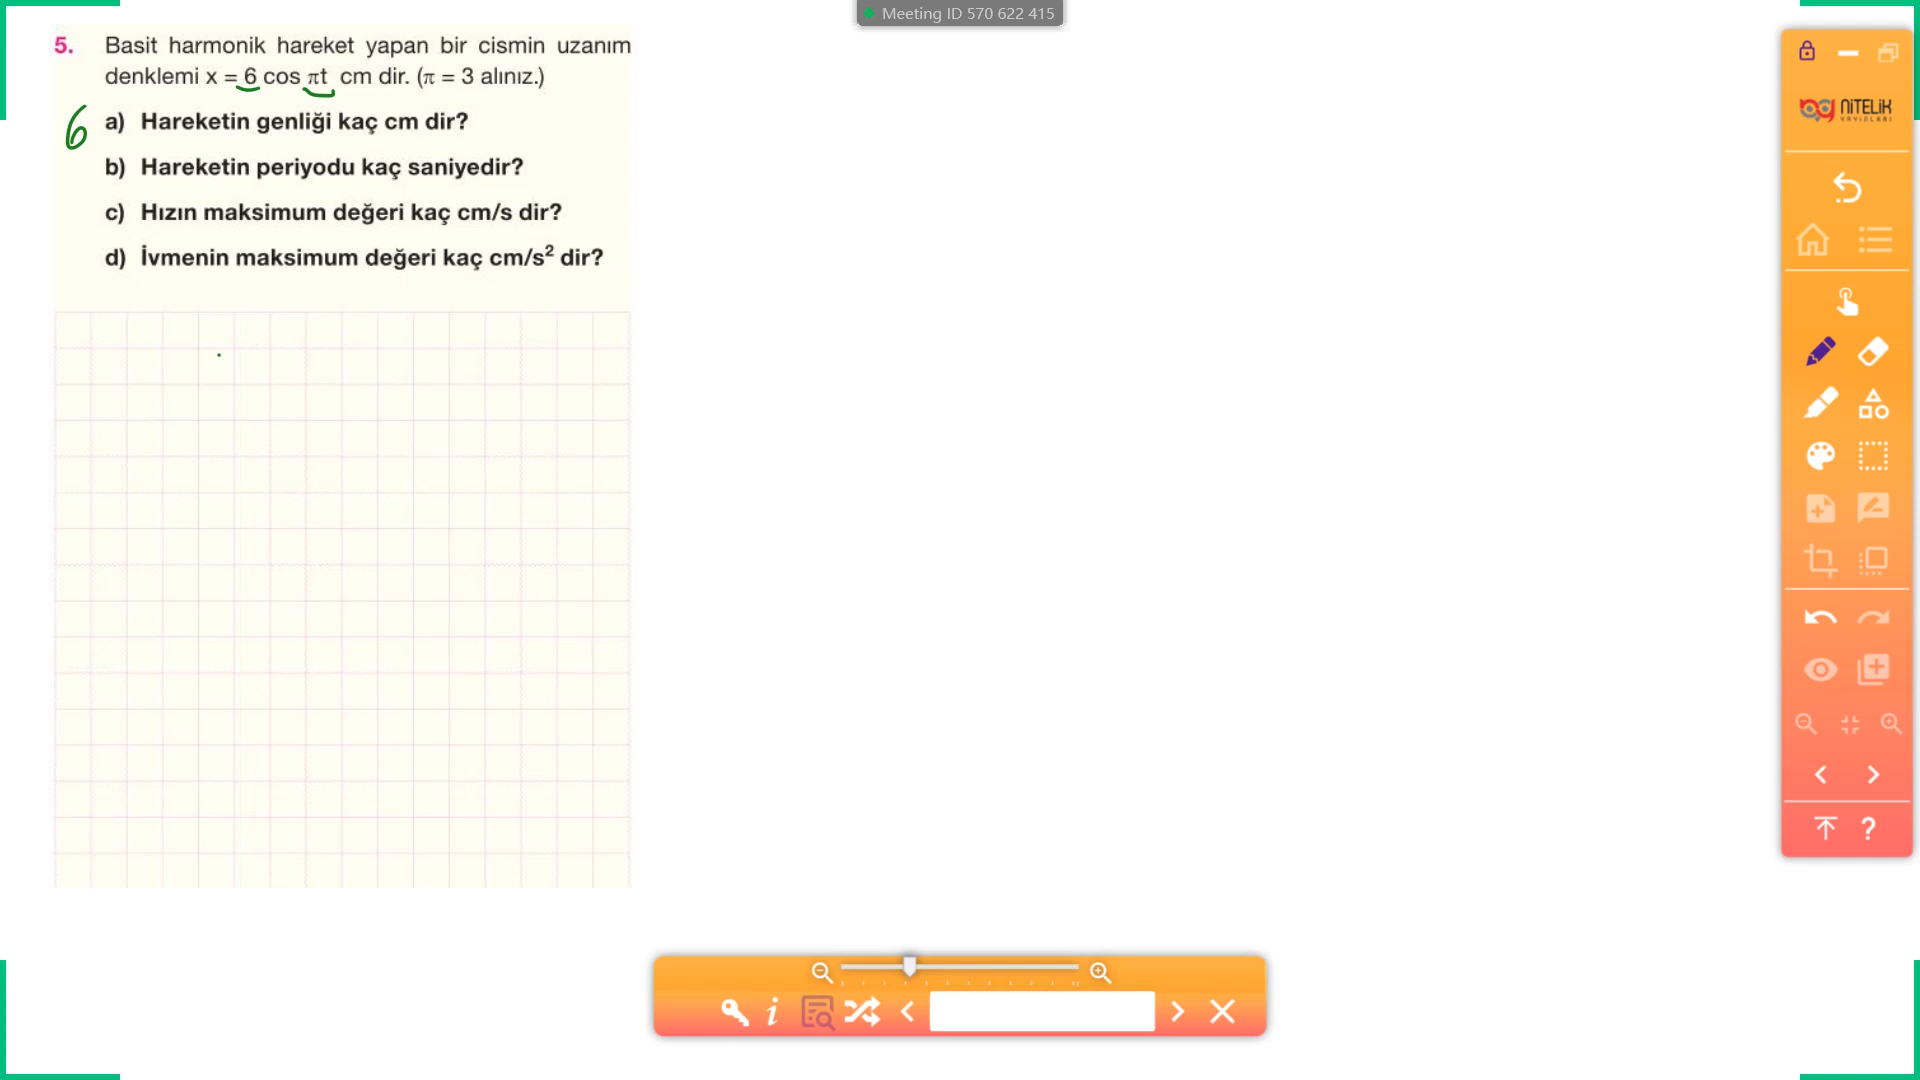 Meeting ID 570 622 415
5. Basit harmonik hareket yapan bir cismin uzanım
denklemi x = 6 cos πt cm dir. (π = 3 alınız.)
6
a) Hareketin genliği kaç cm dir?
b) Hareketin periyodu kaç saniyedir?
c) Hızın maksimum değeri kaç cm/s dir?
d) İvmenin maksimum değeri kaç cm/s² dir?
NİTELİK
YAYINLARI
?
i